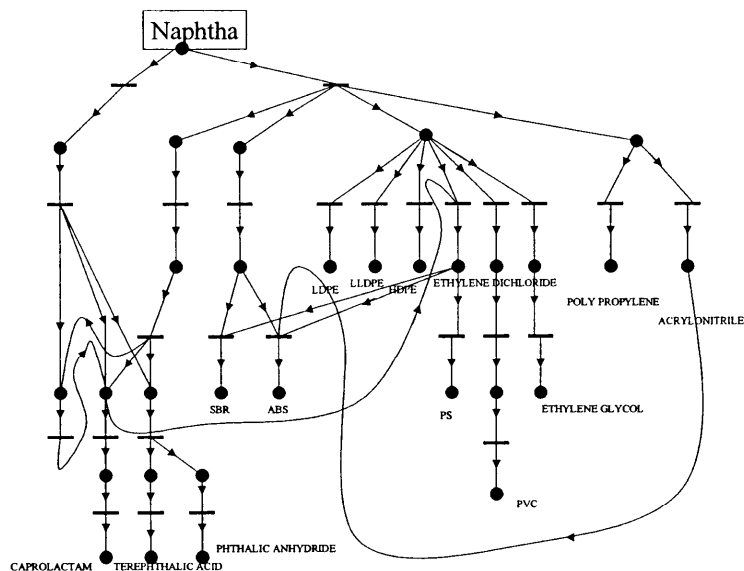 Naphtha
LDPE
LLDPE
HDPE
ETHYLENE DICHLORIDE
POLY PROPYLENE
ACRYLONITRILE
SBR
ABS
PS
ETHYLENE GLYCOL
PVC
CAPROLACTAM
TEREPHTHALIC ACID
PHTHALIC ANHYDRIDE